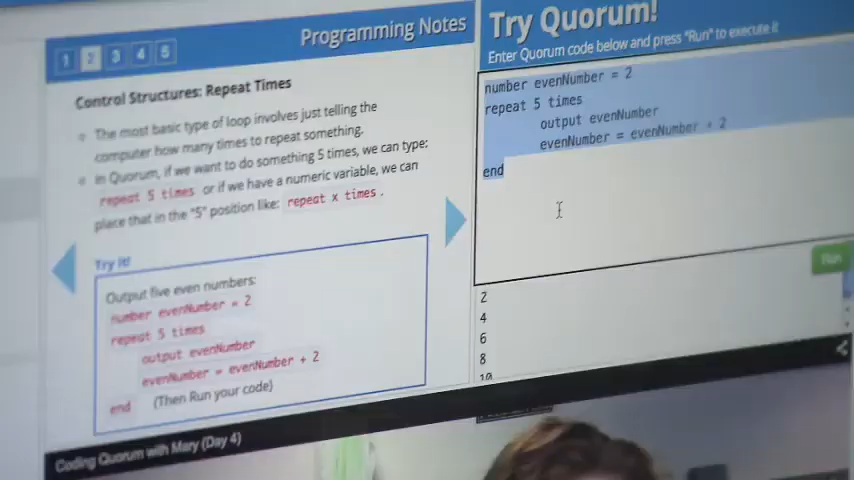 Programming Notes
1 2 3 4 5
Control Structures: Repeat Times
The most basic type of loop involves just telling the
computer how many times to repeat something.
In Quorum, if we want to do something 5 times, we can type:
repeat 5 times or if we have a numeric variable, we can
place that in the "5" position like: repeat x times.
Try It!
Output five even numbers:
number evenNumber = 2
repeat 5 times
output evenNumber
evenNumber = evenNumber + 2
end (Then Run your code)
Try Quorum!
Enter Quorum code below and press "Run" to execute it
number evenNumber = 2
repeat 5 times
output evenNumber
evenNumber = evenNumber + 2
end
Run
2
4
6
8
10
Coding Quorum with Mary (Day 4)